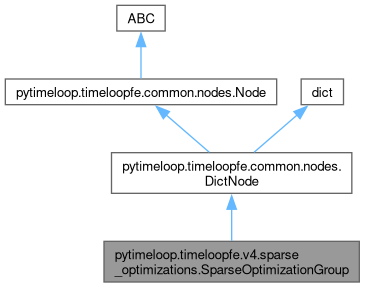 ABC
pytimeloop.timeloopfe.common.nodes.Node
dict
pytimeloop.timeloopfe.common.nodes.
DictNode
pytimeloop.timeloopfe.v4.sparse
_optimizations.SparseOptimizationGroup